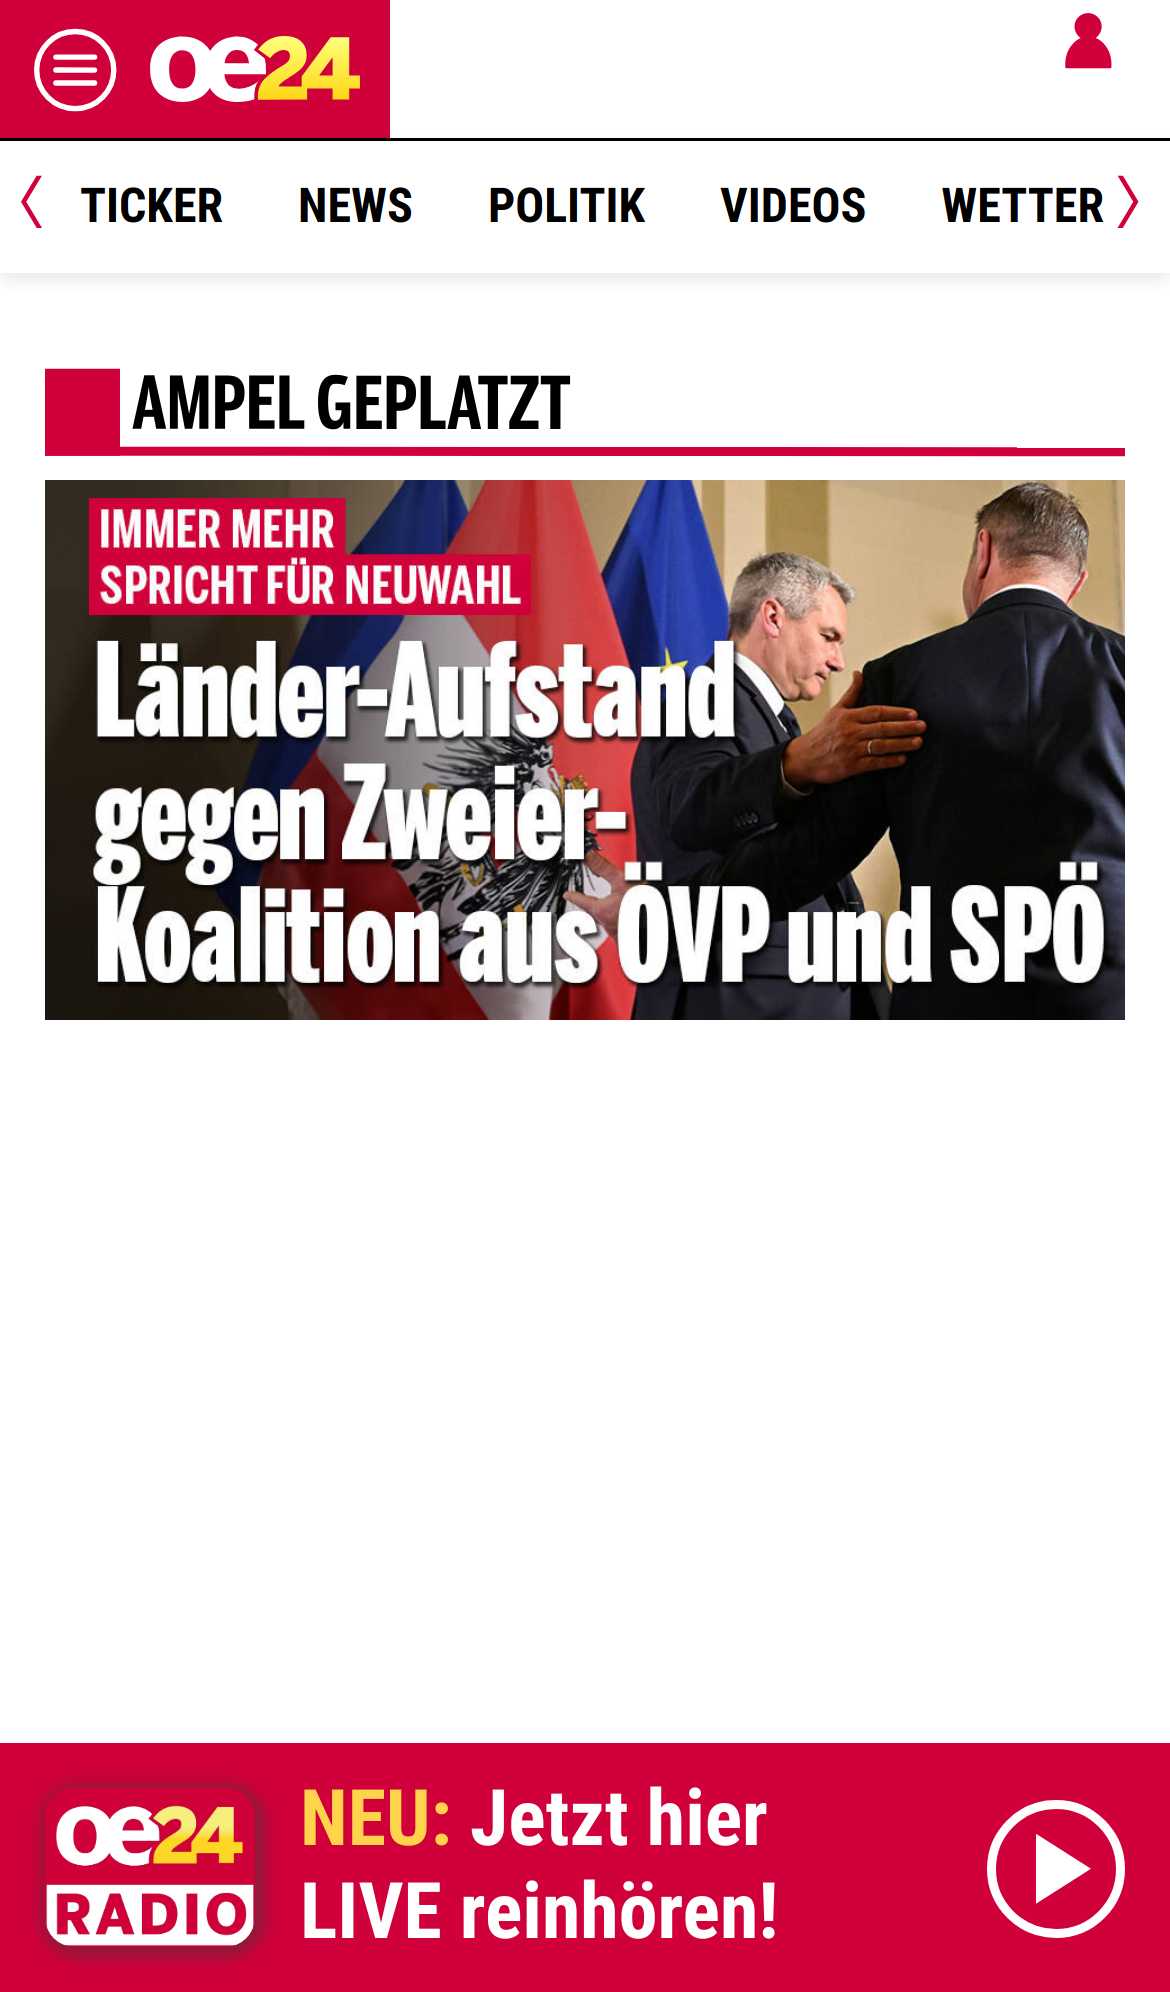 oe24
TICKER NEWS POLITIK VIDEOS WETTER
AMPEL GEPLATZT
IMMER MEHR
SPRICHT FÜR NEUWAHL
Länder-Aufstand
gegen Zweier-
Koalition aus ÖVP und SPÖ
oe24
RADIO
NEU: Jetzt hier
LIVE reinhören!